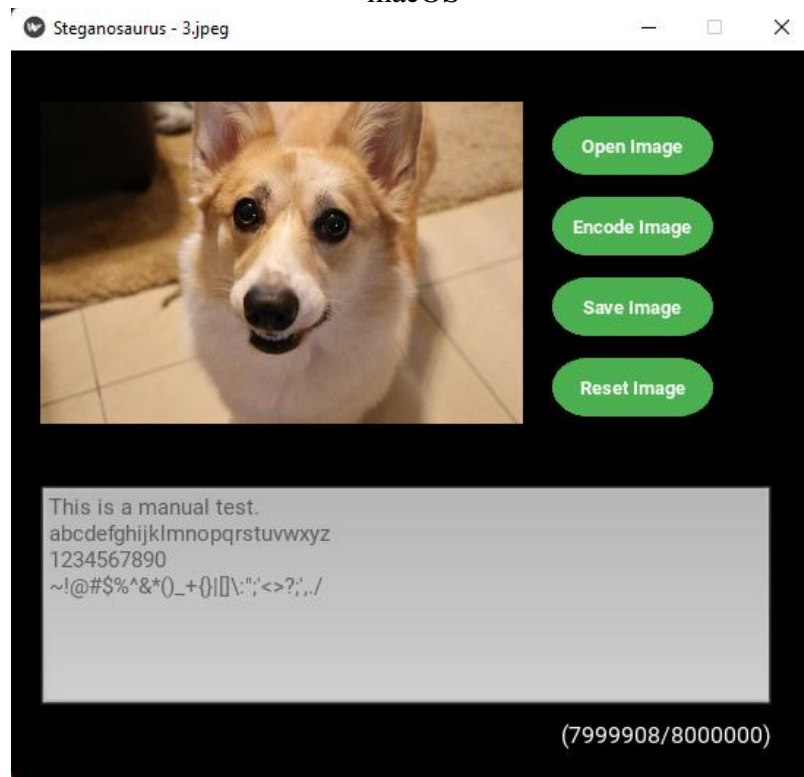 macOS
Steganosaurus - 3.jpeg
Open Image
Encode Image
Save Image
Reset Image
This is a manual test.
abcdefghijklmnopqrstuvwxyz
1234567890
~!@#$%^&*()_+{}|[]\:";'<>?;',./
(7999908/8000000)